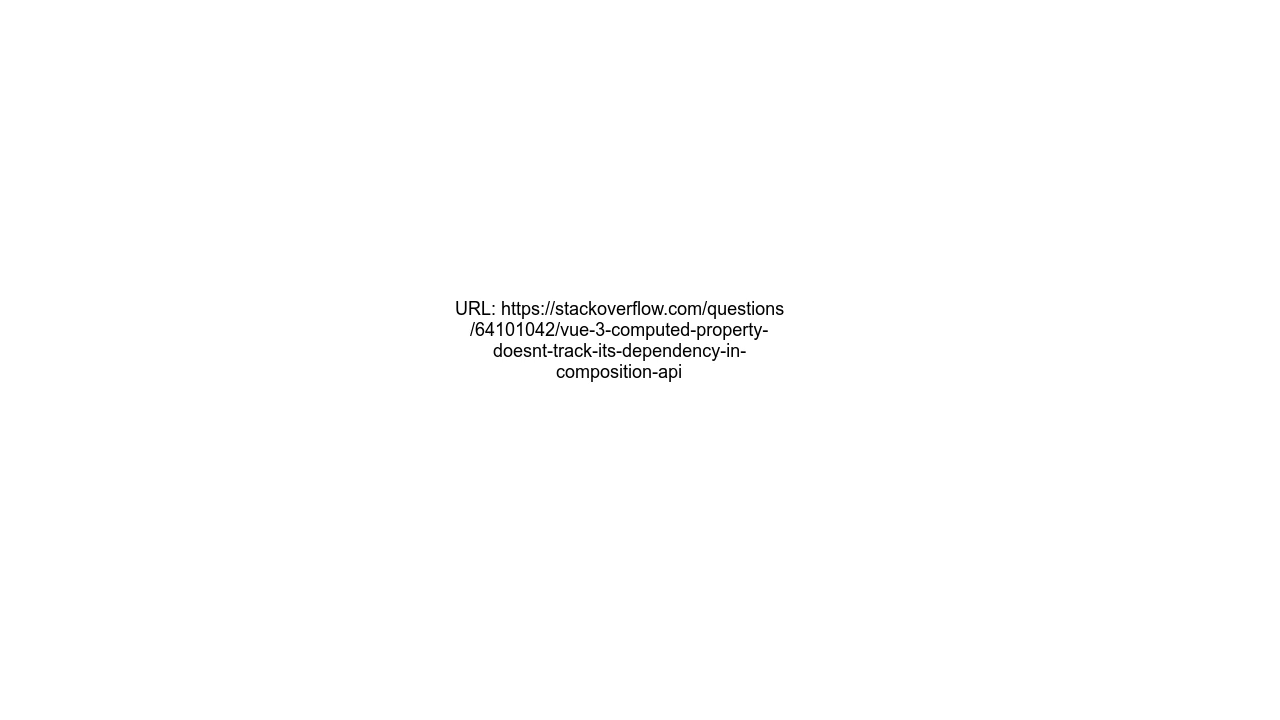 URL: https://stackoverflow.com/questions
/64101042/vue-3-computed-property-
doesnt-track-its-dependency-in-
composition-api